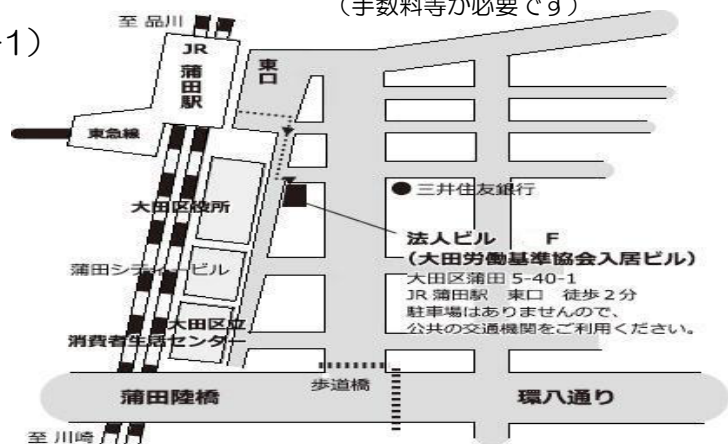 （手数料等が必要です）
-1）
至 品川
JR
蒲田駅
東口
東急線
三井住友銀行
大田区役所
法人ビル　F
（大田労働基準協会入居ビル）
大田区蒲田 5-40-1
JR 蒲田駅　東口　徒歩２分
駐車場はありませんので、
公共の交通機関をご利用ください。
蒲田シティービル
大田区立
消費者生活センター
歩道橋
蒲田陸橋
環八通り
至 川崎